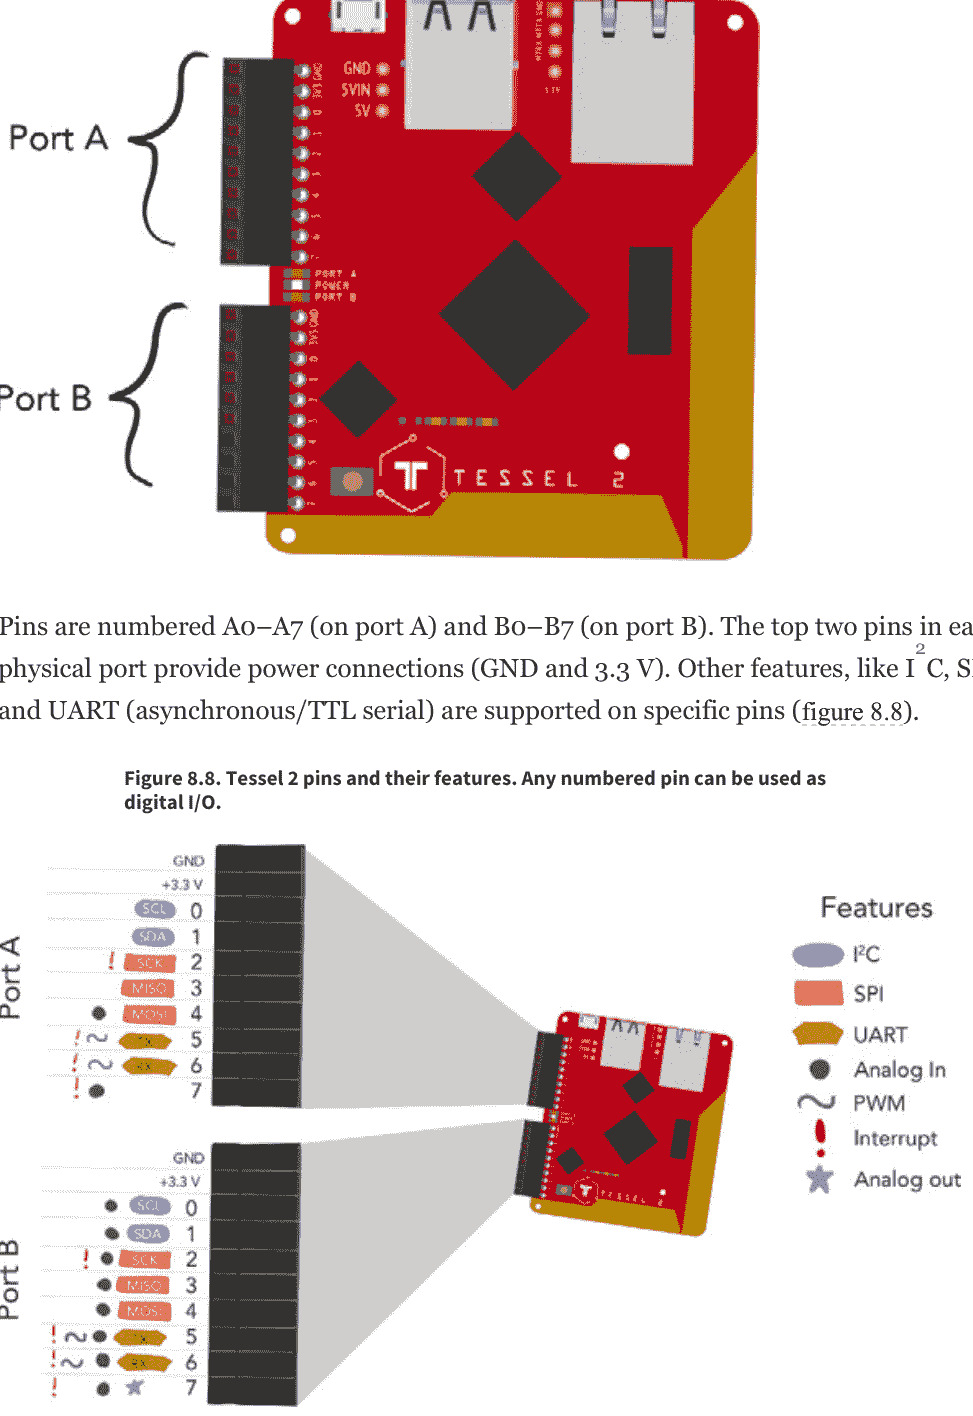 GND
5VIN
5V
Port A
PORT A
POWER
PORT B
Port B
TESSEL 2
Pins are numbered A0–A7 (on port A) and B0–B7 (on port B). The top two pins in
physical port provide power connections (GND and 3.3 V). Other features, like I²C,
and UART (asynchronous/TTL serial) are supported on specific pins (figure 8.8).
Figure 8.8. Tessel 2 pins and their features. Any numbered pin can be used as
digital I/O.
Port A
GND
+3.3 V
SCL 0
SDA 1
! SCK 2
MISO 3
MOSI 4
! 5
! 6
! 7
Port B
GND
+3.3 V
SCL 0
SDA 1
! SCK 2
MISO 3
MOSI 4
! 5
! 6
! 7
TESSEL 2
Features
I²C
SPI
UART
Analog In
PWM
! Interrupt
Analog out